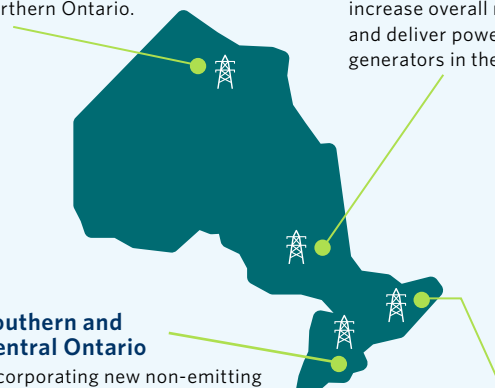 rthern Ontario.
increase overall
and deliver powe
generators in the
outhern and
entral Ontario
corporating new non-emitting